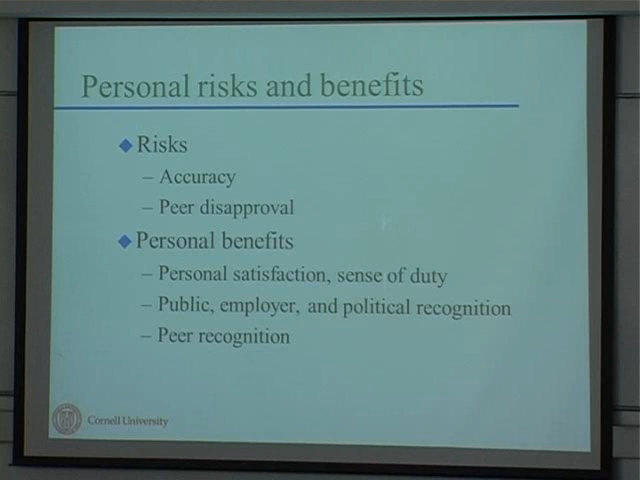 Personal risks and benefits
Risks
– Accuracy
– Peer disapproval
Personal benefits
– Personal satisfaction, sense of duty
– Public, employer, and political recognition
– Peer recognition
Cornell University